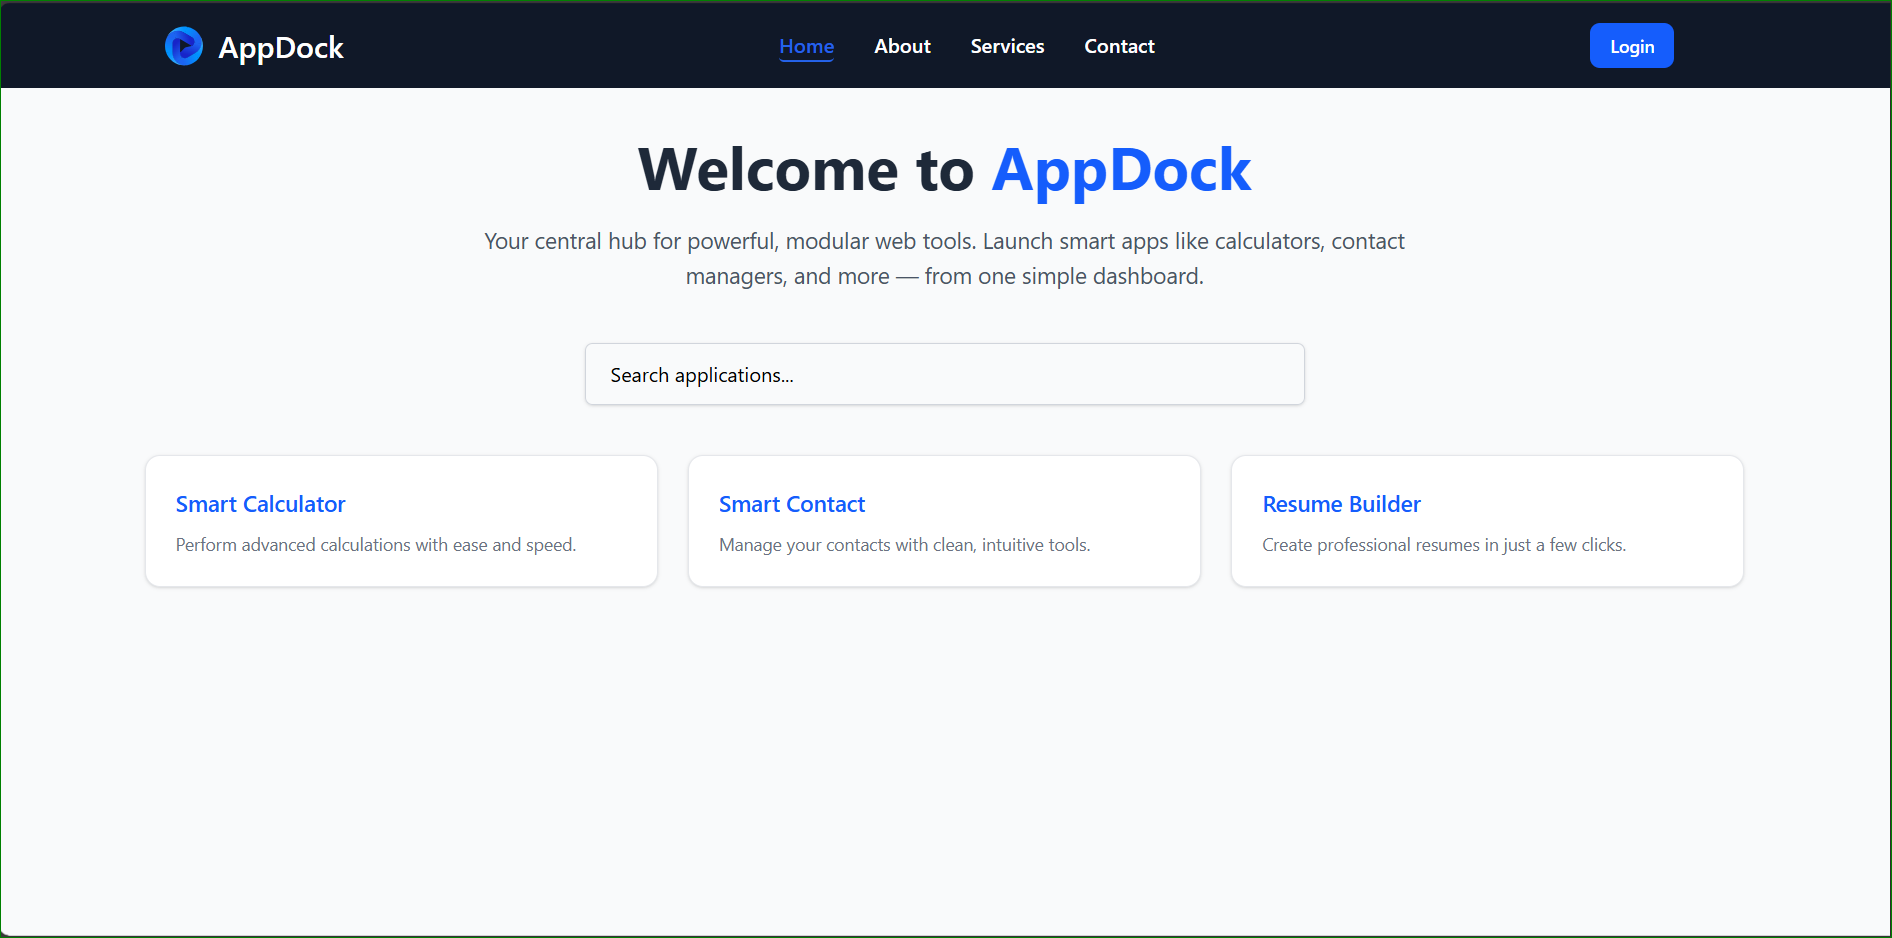 AppDock
Home About Services Contact
Login
Welcome to AppDock
Your central hub for powerful, modular web tools. Launch smart apps like calculators, contact
managers, and more — from one simple dashboard.
Search applications...
Smart Calculator
Perform advanced calculations with ease and speed.
Smart Contact
Manage your contacts with clean, intuitive tools.
Resume Builder
Create professional resumes in just a few clicks.